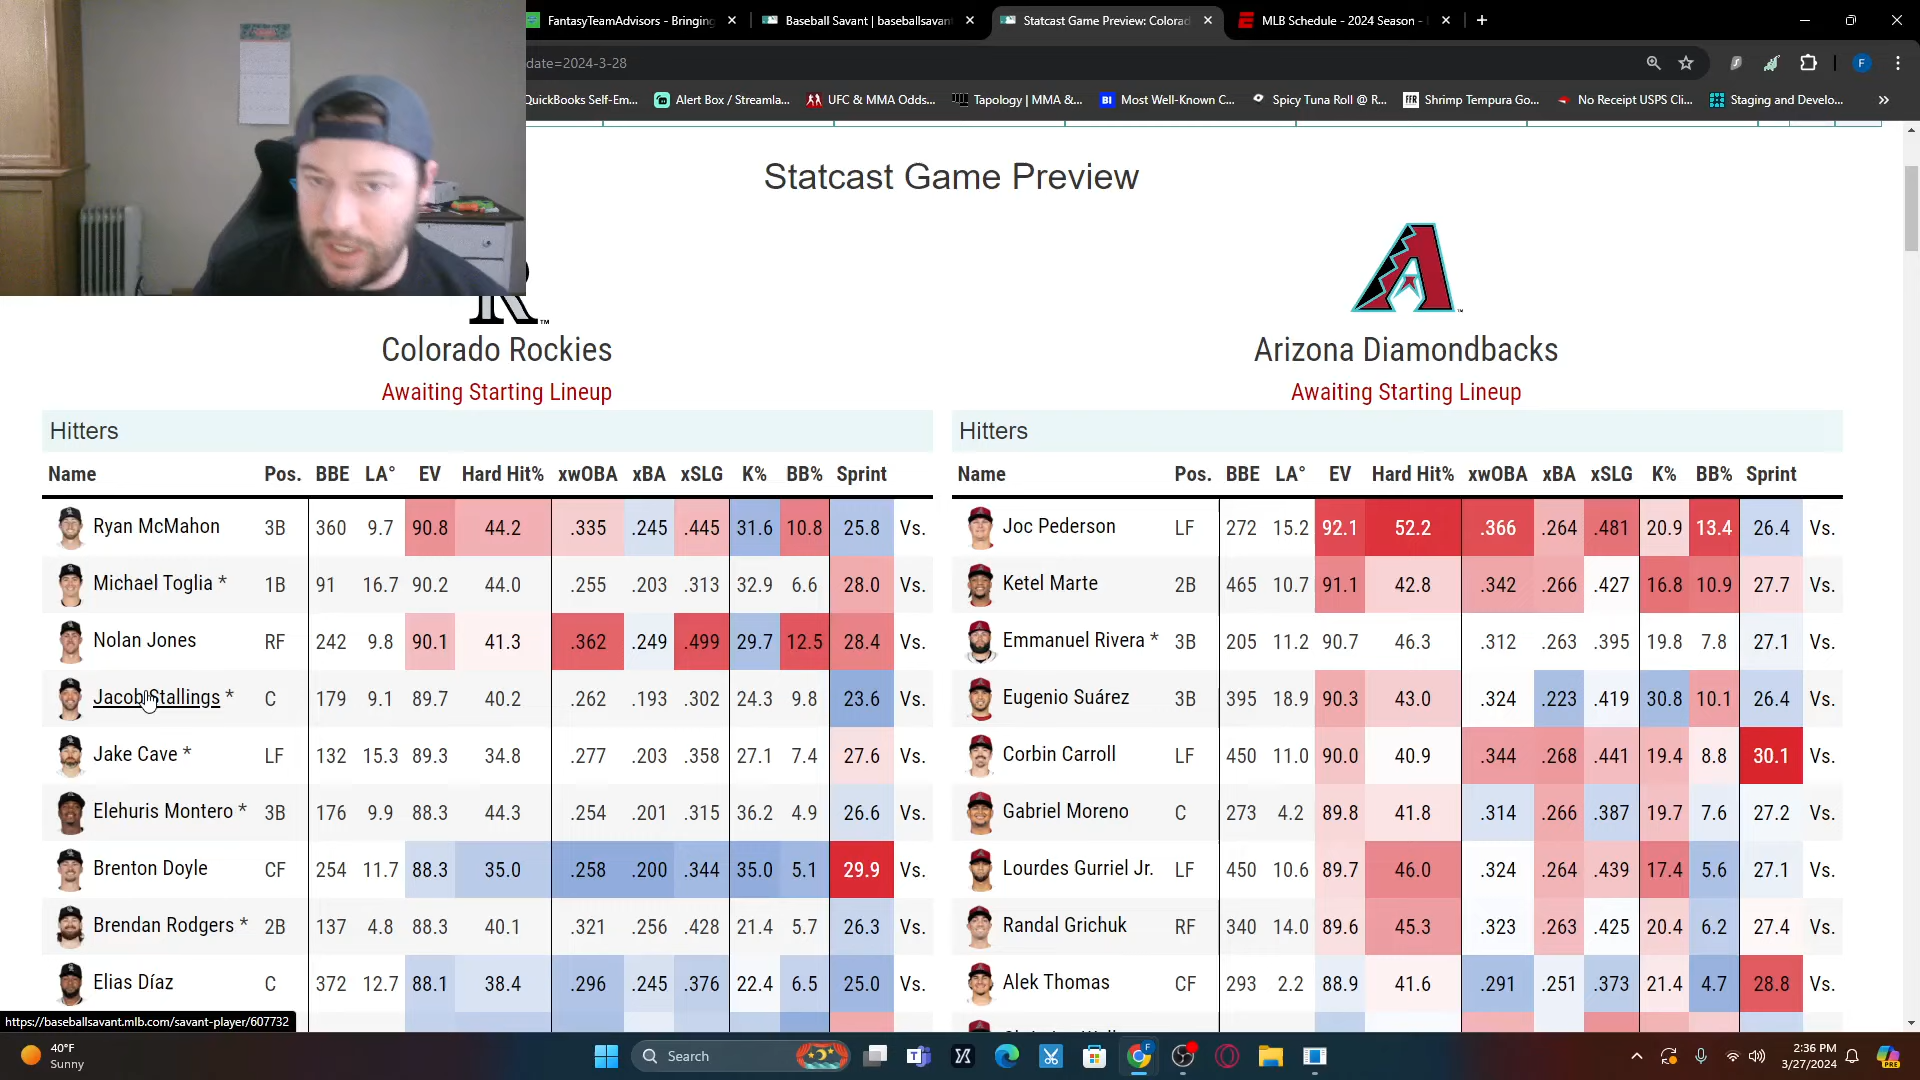 FantasyTeamAdvisors - Bringing
Baseball Savant | baseballsavant
Statcast Game Preview: Colorad
MLB Schedule - 2024 Season -
date=2024-3-28
QuickBooks Self-Em...
Alert Box / Streamla...
UFC & MMA Odds...
Tapology | MMA &...
Most Well-Known C...
Spicy Tuna Roll @ R...
Shrimp Tempura Go...
No Receipt USPS Cli...
Staging and Develo...
Statcast Game Preview
Colorado Rockies
Awaiting Starting Lineup
Hitters
Name Pos. BBE LA° EV Hard Hit% xwOBA xBA xSLG K% BB% Sprint
Ryan McMahon 3B 360 9.7 90.8 44.2 .335 .245 .445 31.6 10.8 25.8 Vs.
Michael Toglia * 1B 91 16.7 90.2 44.0 .255 .203 .313 32.9 6.6 28.0 Vs.
Nolan Jones RF 242 9.8 90.1 41.3 .362 .249 .499 29.7 12.5 28.4 Vs.
Jacob Stallings * C 179 9.1 89.7 40.2 .262 .193 .302 24.3 9.8 23.6 Vs.
Jake Cave * LF 132 15.3 89.3 34.8 .277 .203 .358 27.1 7.4 27.6 Vs.
Elehuris Montero * 3B 176 9.9 88.3 44.3 .254 .201 .315 36.2 4.9 26.6 Vs.
Brenton Doyle CF 254 11.7 88.3 35.0 .258 .200 .344 35.0 5.1 29.9 Vs.
Brendan Rodgers * 2B 137 4.8 88.3 40.1 .321 .256 .428 21.4 5.7 26.3 Vs.
Elias Díaz C 372 12.7 88.1 38.4 .296 .245 .376 22.4 6.5 25.0 Vs.
Arizona Diamondbacks
Awaiting Starting Lineup
Hitters
Name Pos. BBE LA° EV Hard Hit% xwOBA xBA xSLG K% BB% Sprint
Joc Pederson LF 272 15.2 92.1 52.2 .366 .264 .481 20.9 13.4 26.4 Vs.
Ketel Marte 2B 465 10.7 91.1 42.8 .342 .266 .427 16.8 10.9 27.7 Vs.
Emmanuel Rivera * 3B 205 11.2 90.7 46.3 .312 .263 .395 19.8 7.8 27.1 Vs.
Eugenio Suárez 3B 395 18.9 90.3 43.0 .324 .223 .419 30.8 10.1 26.4 Vs.
Corbin Carroll LF 450 11.0 90.0 40.9 .344 .268 .441 19.4 8.8 30.1 Vs.
Gabriel Moreno C 273 4.2 89.8 41.8 .314 .266 .387 19.7 7.6 27.2 Vs.
Lourdes Gurriel Jr. LF 450 10.6 89.7 46.0 .324 .264 .439 17.4 5.6 27.1 Vs.
Randal Grichuk RF 340 14.0 89.6 45.3 .323 .263 .425 20.4 6.2 27.4 Vs.
Alek Thomas CF 293 2.2 88.9 41.6 .291 .251 .373 21.4 4.7 28.8 Vs.
https://baseballsavant.mlb.com/savant-player/607732
40°F
Sunny
Search
2:36 PM
3/27/2024